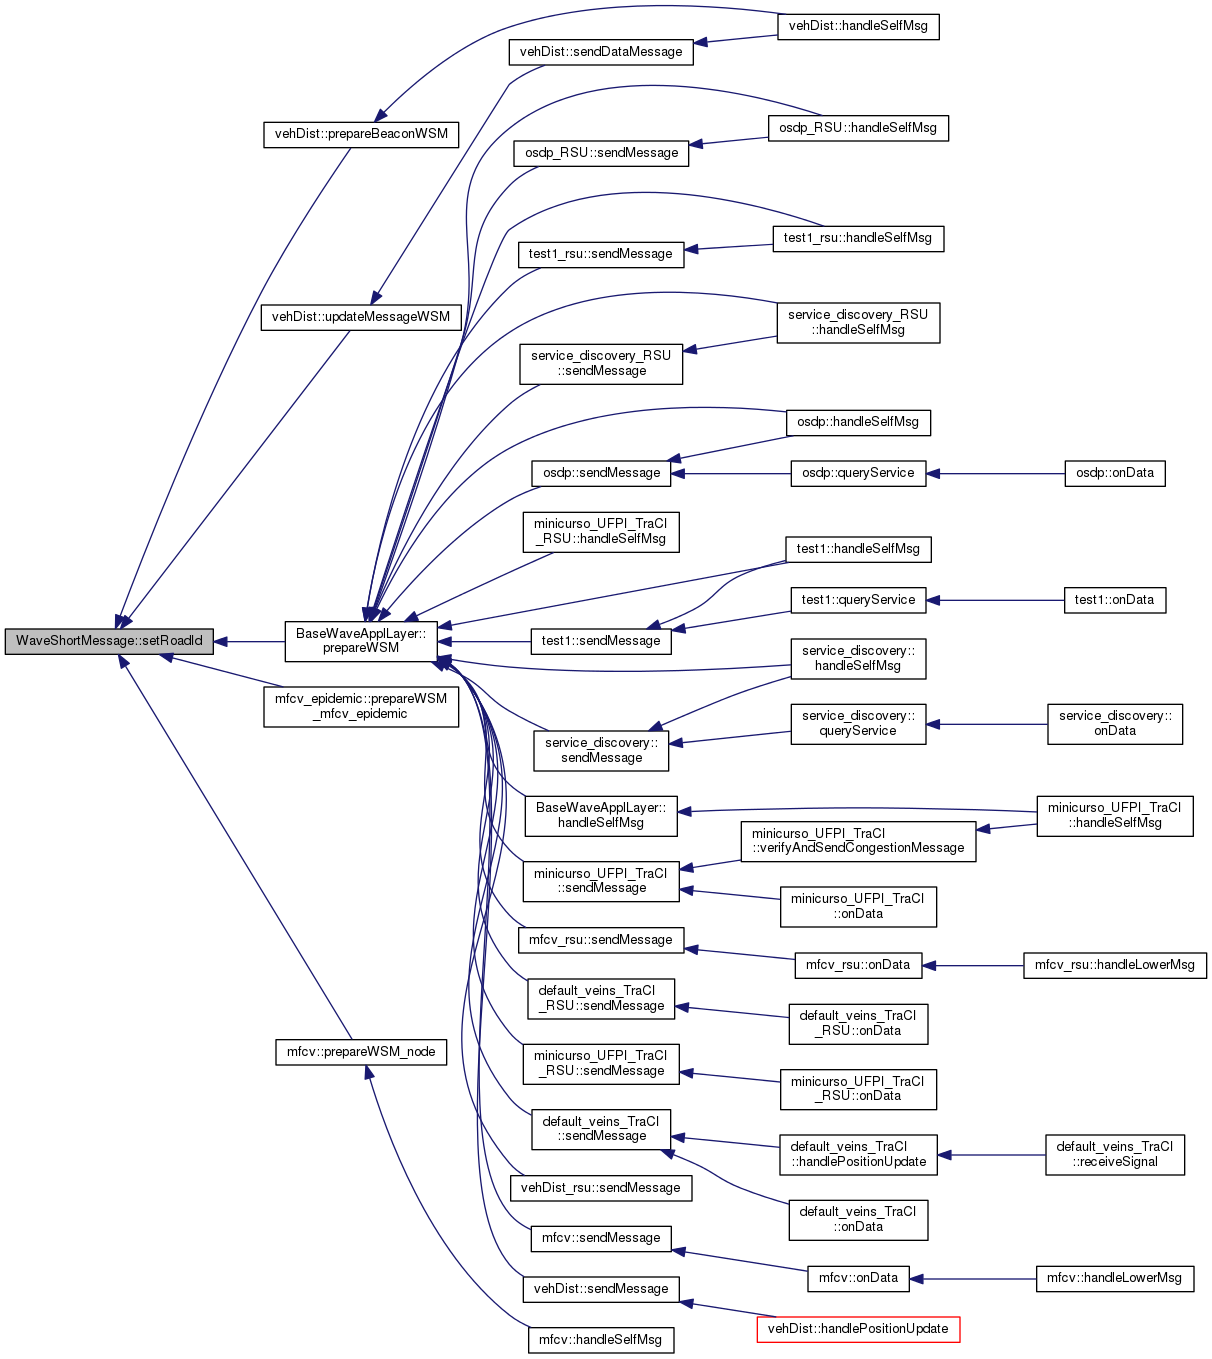 vehDist::handleSelfMsg
vehDist::sendDataMessage
vehDist::prepareBeaconWSM
osdp_RSU::handleSelfMsg
osdp_RSU::sendMessage
test1_rsu::handleSelfMsg
test1_rsu::sendMessage
vehDist::updateMessageWSM
service_discovery_RSU
::handleSelfMsg
service_discovery_RSU
::sendMessage
osdp::handleSelfMsg
osdp::sendMessage
osdp::queryService
osdp::onData
minicurso_UFPI_TraCI
_RSU::handleSelfMsg
test1::handleSelfMsg
test1::queryService
test1::onData
WaveShortMessage::setRoadId
BaseWaveApplLayer::
prepareWSM
test1::sendMessage
service_discovery::
handleSelfMsg
mfcv_epidemic::prepareWSM
_mfcv_epidemic
service_discovery::
queryService
service_discovery::
onData
service_discovery::
sendMessage
BaseWaveApplLayer::
handleSelfMsg
minicurso_UFPI_TraCI
::handleSelfMsg
minicurso_UFPI_TraCI
::verifyAndSendCongestionMessage
minicurso_UFPI_TraCI
::sendMessage
minicurso_UFPI_TraCI
::onData
mfcv_rsu::sendMessage
mfcv_rsu::onData
mfcv_rsu::handleLowerMsg
default_veins_TraCI
_RSU::sendMessage
default_veins_TraCI
_RSU::onData
mfcv::prepareWSM_node
minicurso_UFPI_TraCI
_RSU::sendMessage
minicurso_UFPI_TraCI
_RSU::onData
default_veins_TraCI
::sendMessage
default_veins_TraCI
::handlePositionUpdate
default_veins_TraCI
::receiveSignal
vehDist_rsu::sendMessage
default_veins_TraCI
::onData
mfcv::sendMessage
mfcv::onData
mfcv::handleLowerMsg
vehDist::sendMessage
vehDist::handlePositionUpdate
mfcv::handleSelfMsg